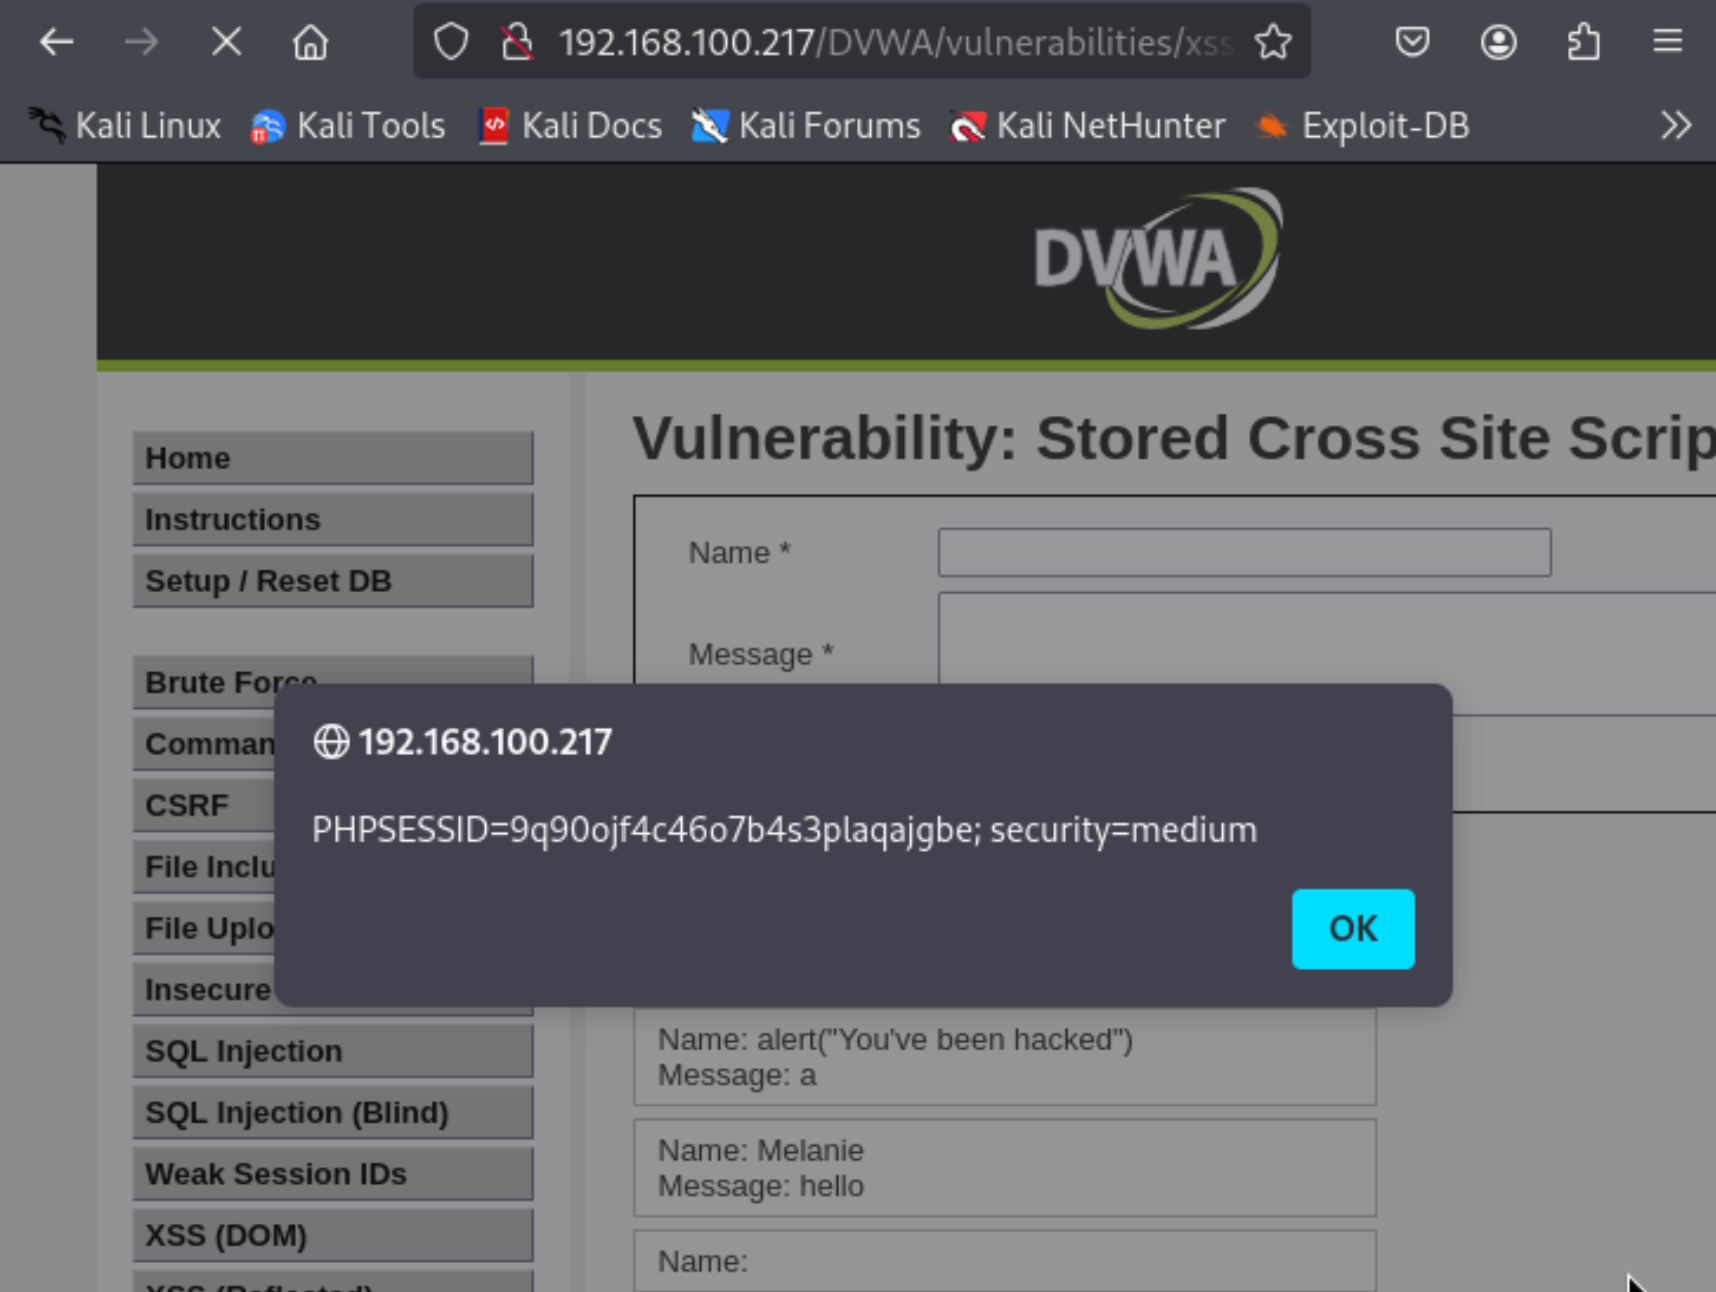 192.168.100.217/DVWA/vulnerabilities/xss
Kali Linux Kali Tools Kali Docs Kali Forums Kali NetHunter Exploit-DB
DVWA
Home
Instructions
Setup / Reset DB
Brute Force
Comman
CSRF
File Inclu
File Uplo
Insecure
SQL Injection
SQL Injection (Blind)
Weak Session IDs
XSS (DOM)
XSS (Reflected)
Vulnerability: Stored Cross Site Scrip
Name *
Message *
192.168.100.217
PHPSESSID=9q90ojf4c46o7b4s3plaqajgbe; security=medium
OK
Name: alert("You've been hacked")
Message: a
Name: Melanie
Message: hello
Name: